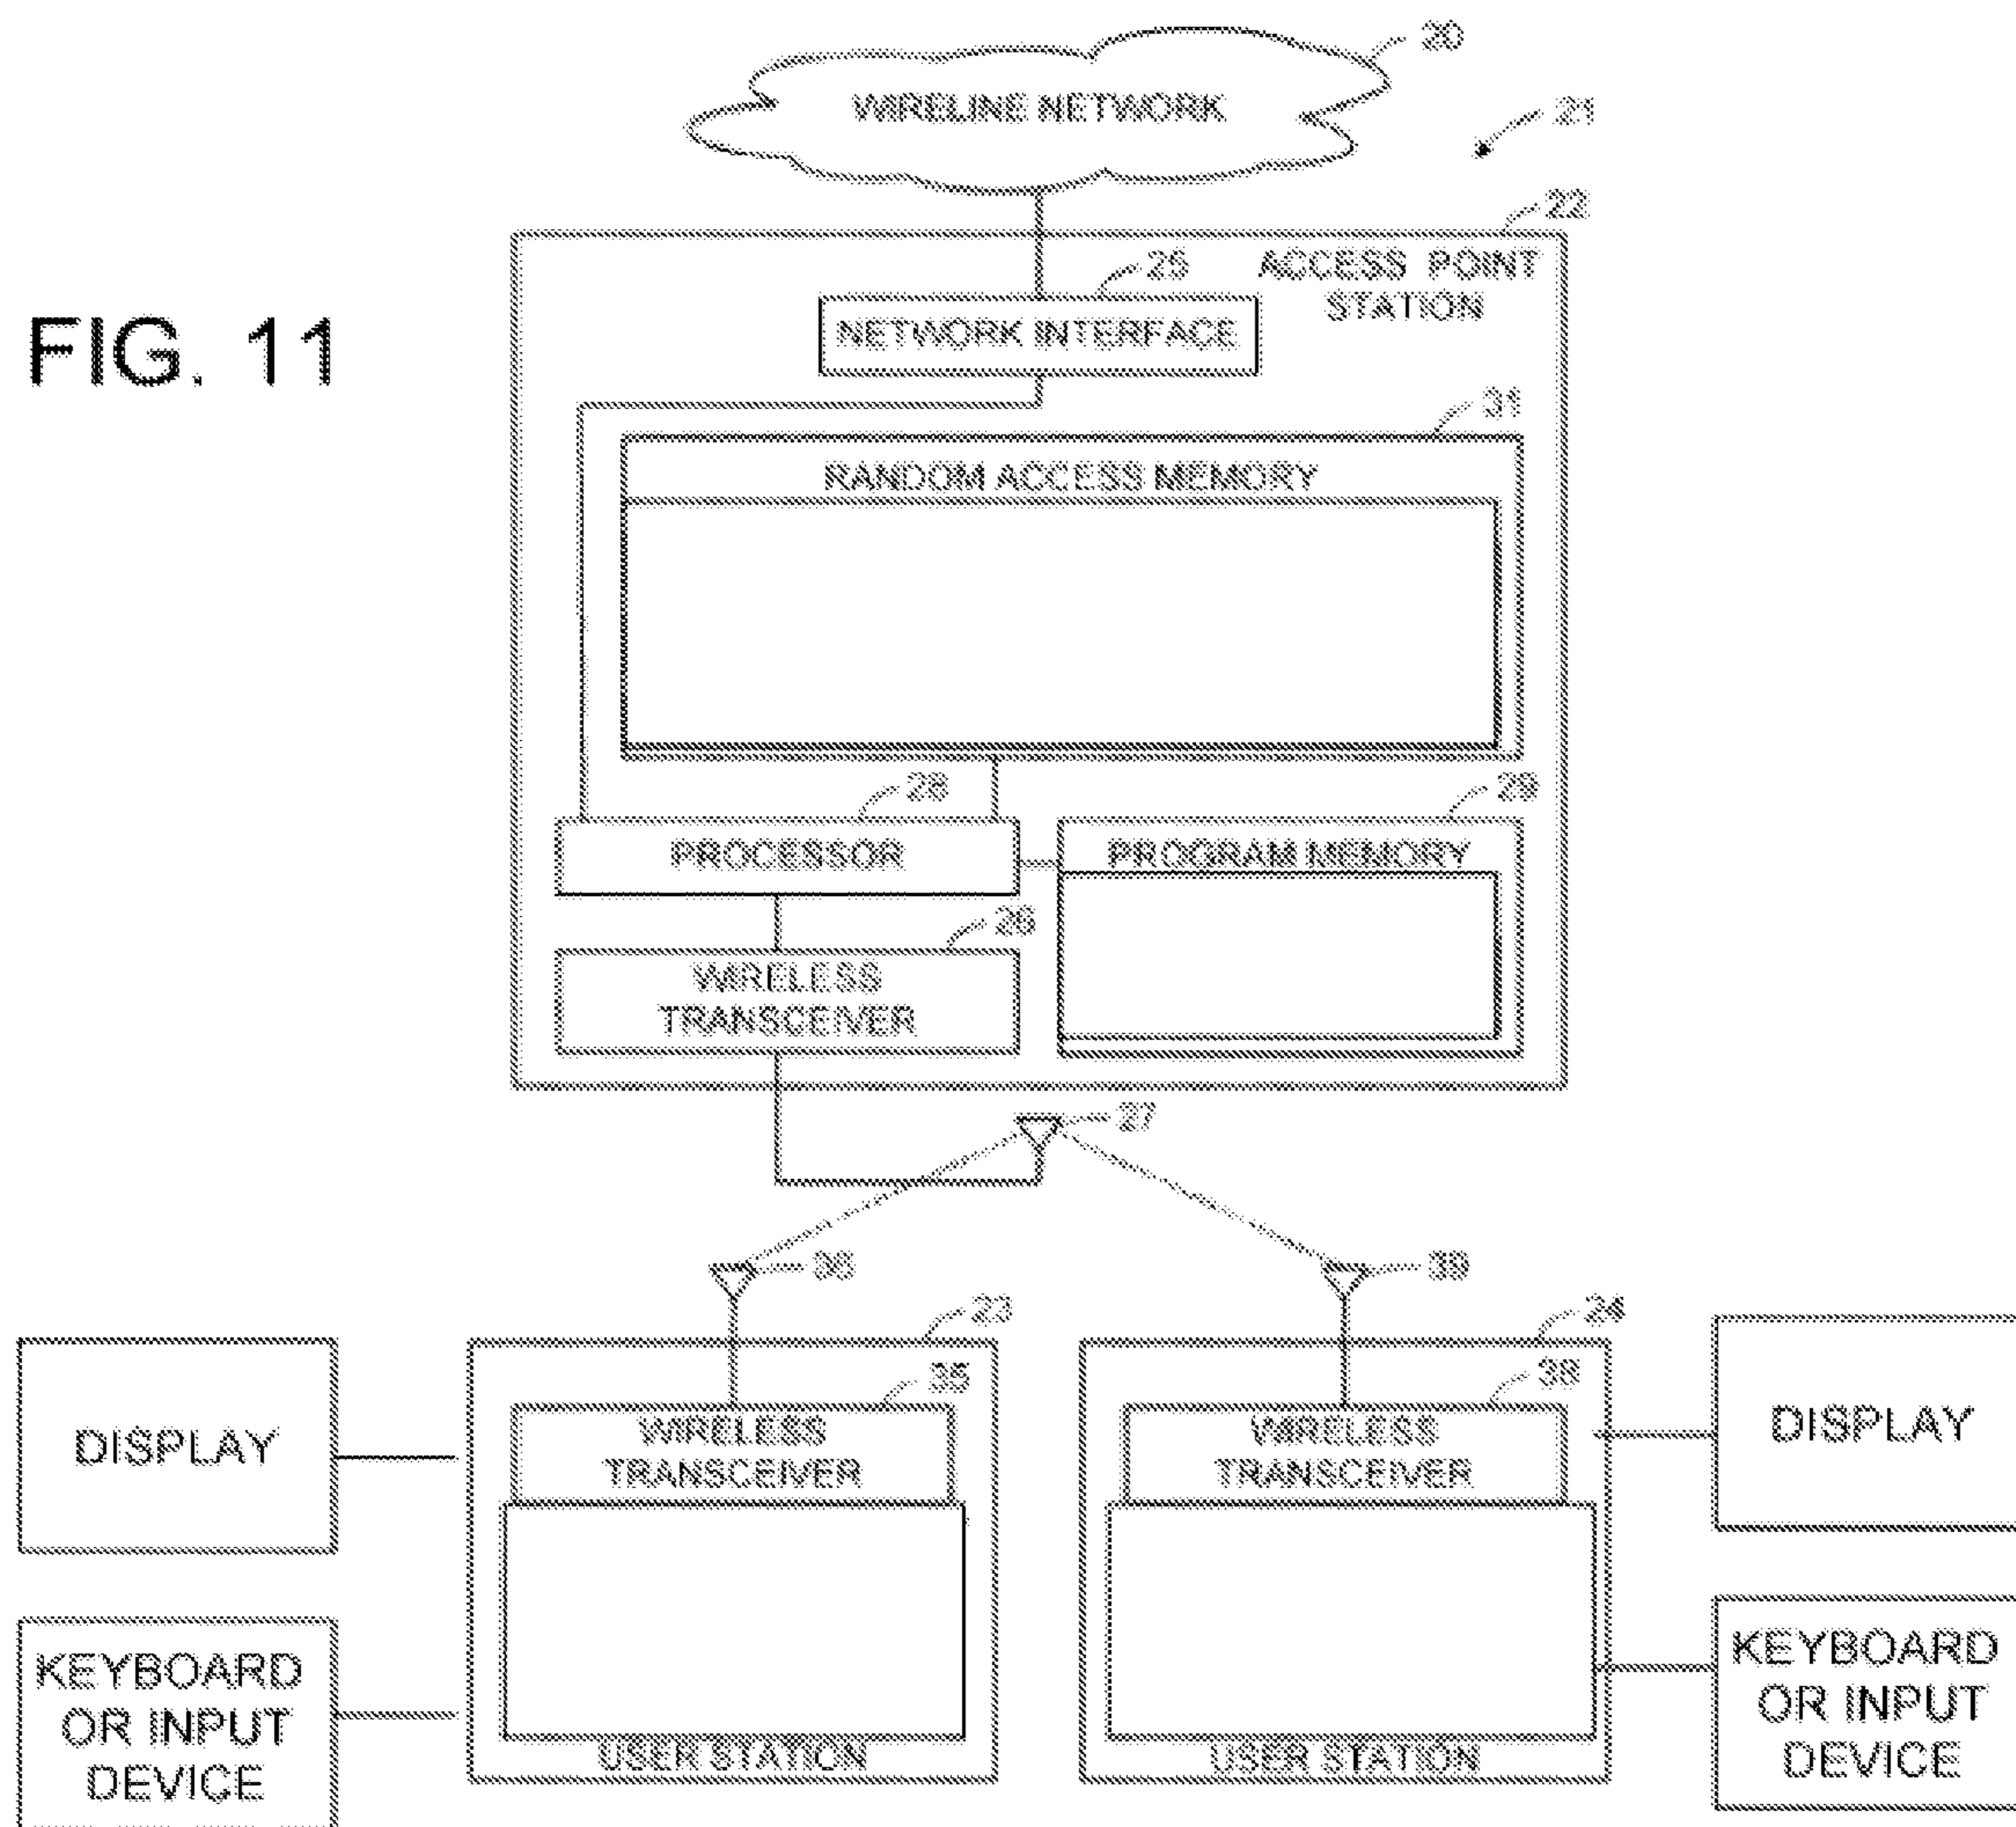 FIG. 11
20
WIRELINE NETWORK
21
22
ACCESS POINT
STATION
25
NETWORK INTERFACE
31
RANDOM ACCESS MEMORY
28
PROCESSOR
29
PROGRAM MEMORY
26
WIRELESS
TRANSCEIVER
27
36
39
23
24
DISPLAY
35
WIRELESS
TRANSCEIVER
38
WIRELESS
TRANSCEIVER
DISPLAY
KEYBOARD
OR INPUT
DEVICE
USER STATION
USER STATION
KEYBOARD
OR INPUT
DEVICE